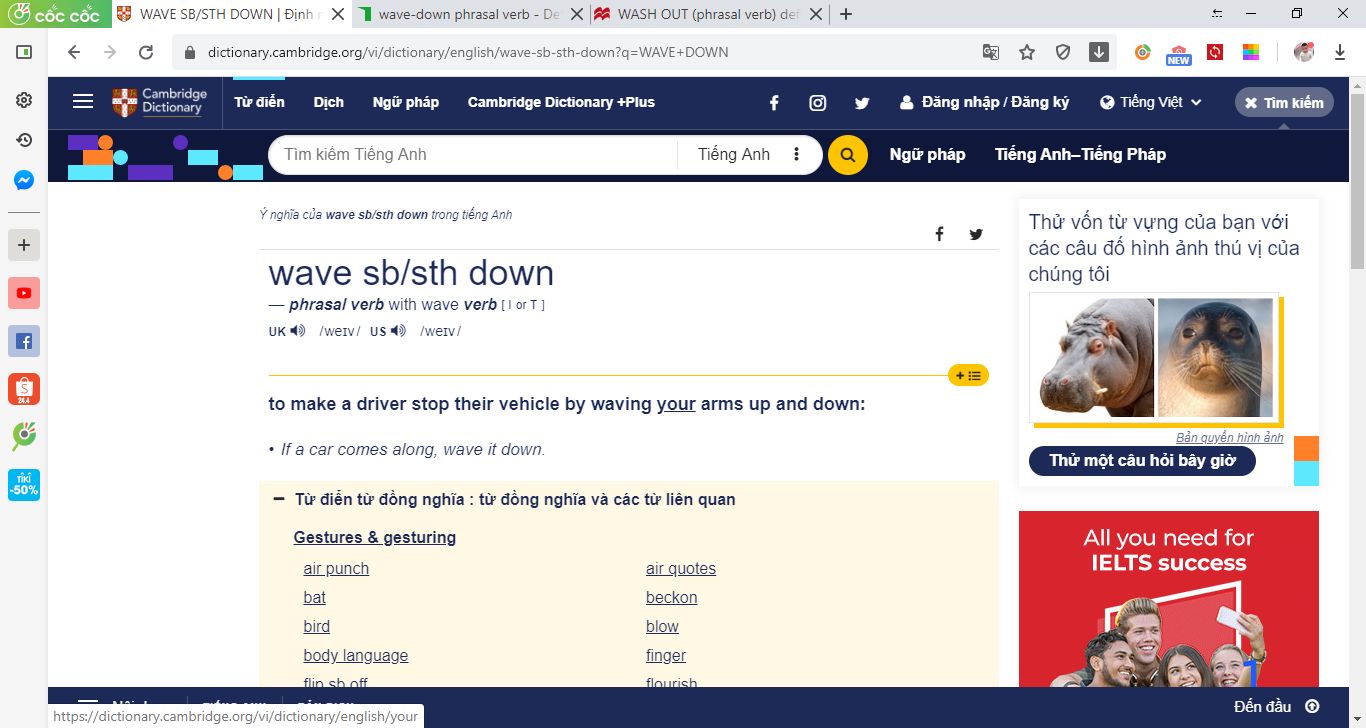 cốc cốc
WAVE SB/STH DOWN | Định
wave-down phrasal verb - De
WASH OUT (phrasal verb) def
dictionary.cambridge.org/vi/dictionary/english/wave-sb-sth-down?q=WAVE+DOWN
NEW
Cambridge
Dictionary
Từ điển
Dịch
Ngữ pháp
Cambridge Dictionary +Plus
Đăng nhập / Đăng ký
Tiếng Việt
Tìm kiếm
Tìm kiếm Tiếng Anh
Tiếng Anh
Ngữ pháp
Tiếng Anh–Tiếng Pháp
Ý nghĩa của wave sb/sth down trong tiếng Anh
wave sb/sth down
— phrasal verb with wave verb [ I or T ]
UK /weɪv/ US /weɪv/
to make a driver stop their vehicle by waving your arms up and down:
• If a car comes along, wave it down.
Từ điển từ đồng nghĩa : từ đồng nghĩa và các từ liên quan
Gestures & gesturing
air punch
air quotes
bat
beckon
bird
blow
body language
finger
flip sb off
flourish
Thử vốn từ vựng của bạn với
các câu đố hình ảnh thú vị của
chúng tôi
Bản quyền hình ảnh
Thử một câu hỏi bây giờ
All you need for
IELTS success
24.4
TIKI
-50%
Đến đầu
https://dictionary.cambridge.org/vi/dictionary/english/your